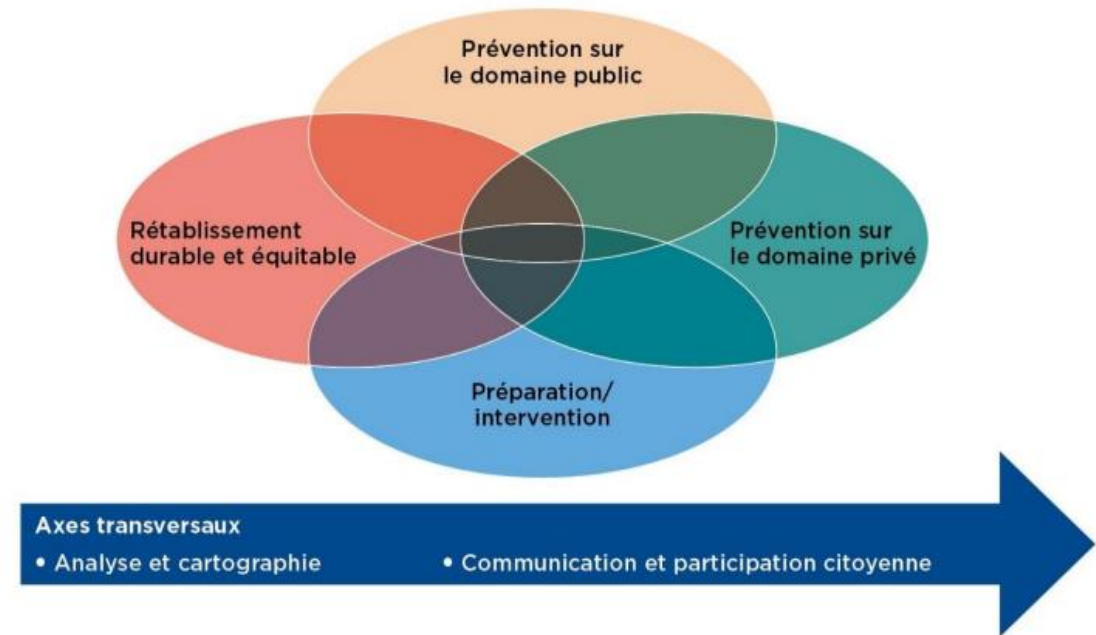 Prévention sur
le domaine public
Rétablissement
durable et équitable
Prévention sur
le domaine privé
Préparation/
intervention
Axes transversaux
• Analyse et cartographie
• Communication et participation citoyenne